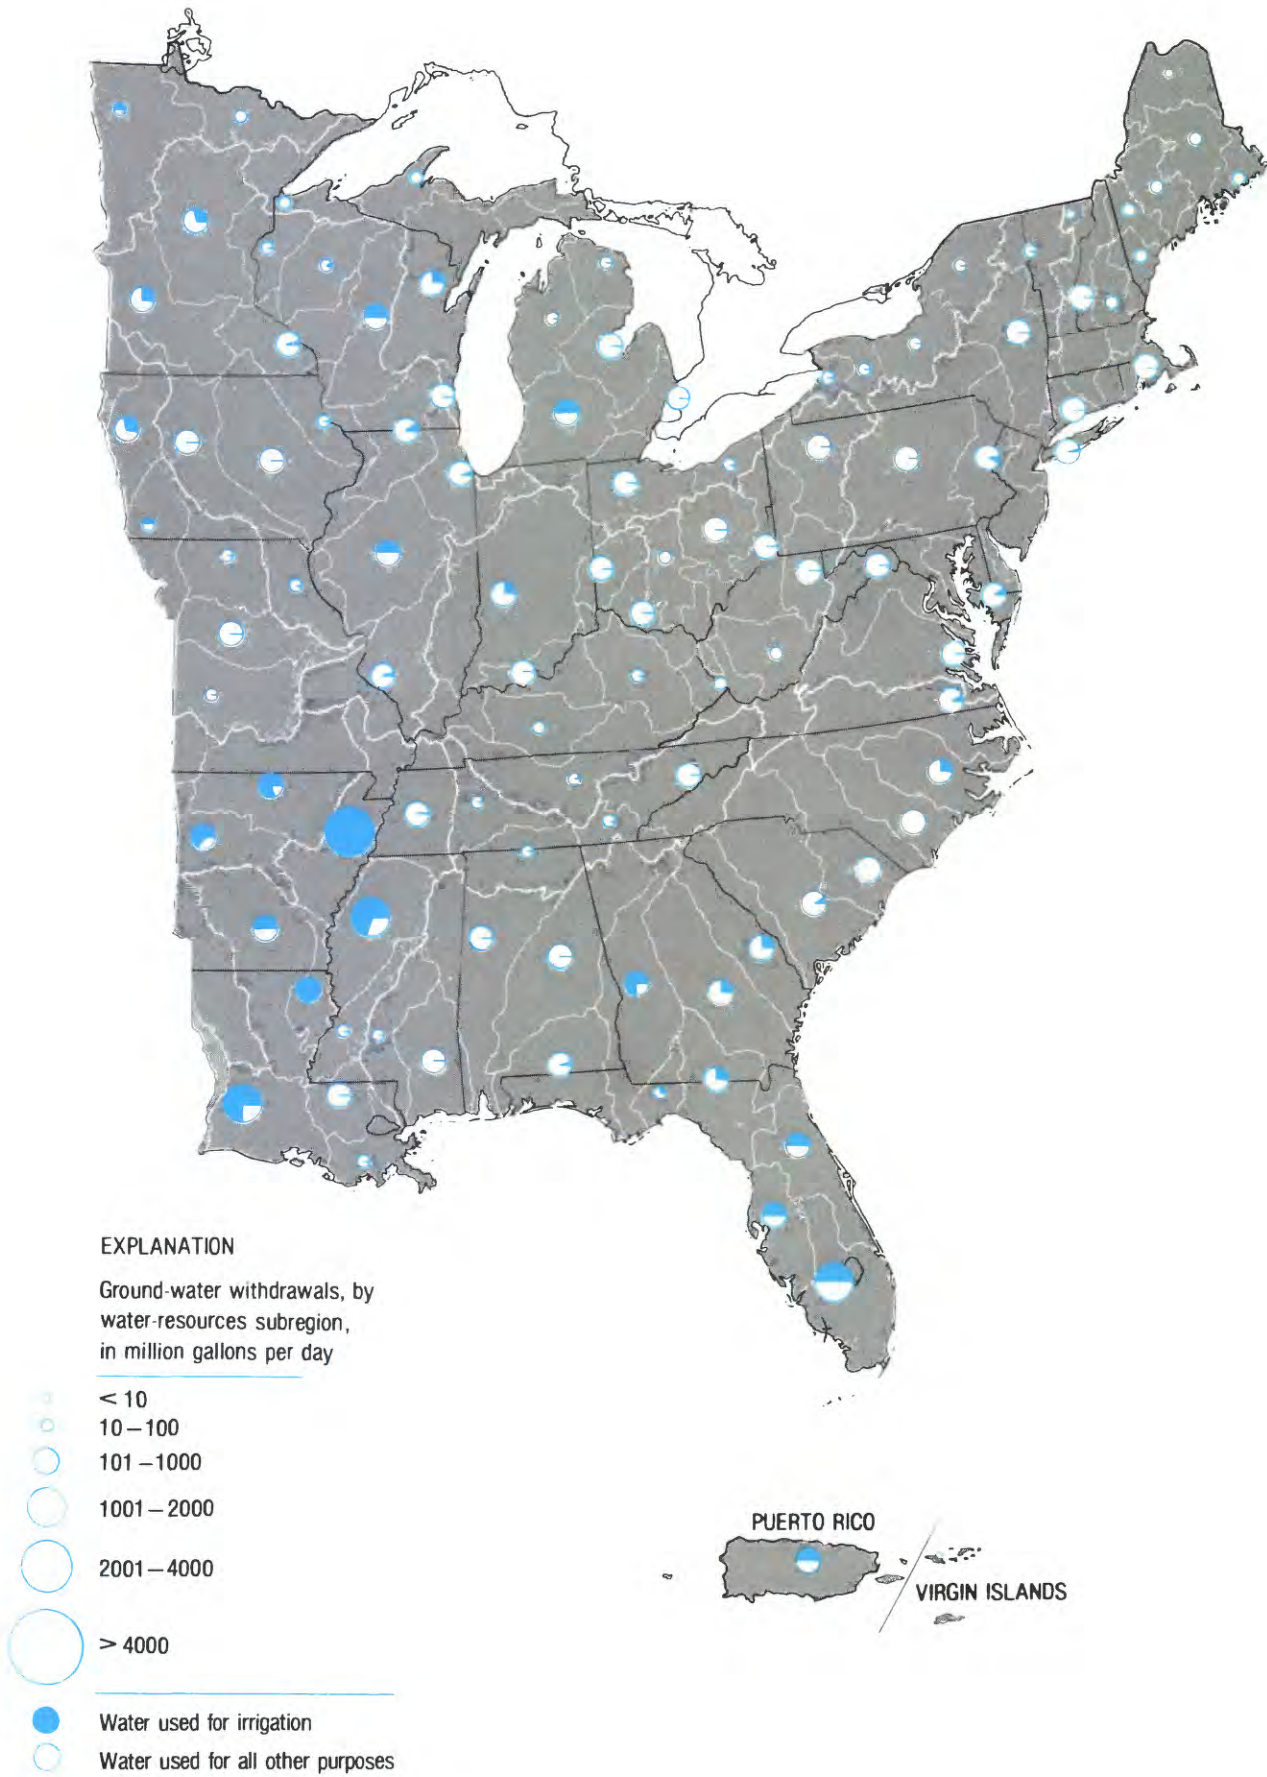 EXPLANATION
Ground-water withdrawals, by
water-resources subregion,
in million gallons per day
< 10
10–100
101–1000
1001–2000
2001–4000
> 4000
Water used for irrigation
Water used for all other purposes
PUERTO RICO
VIRGIN ISLANDS